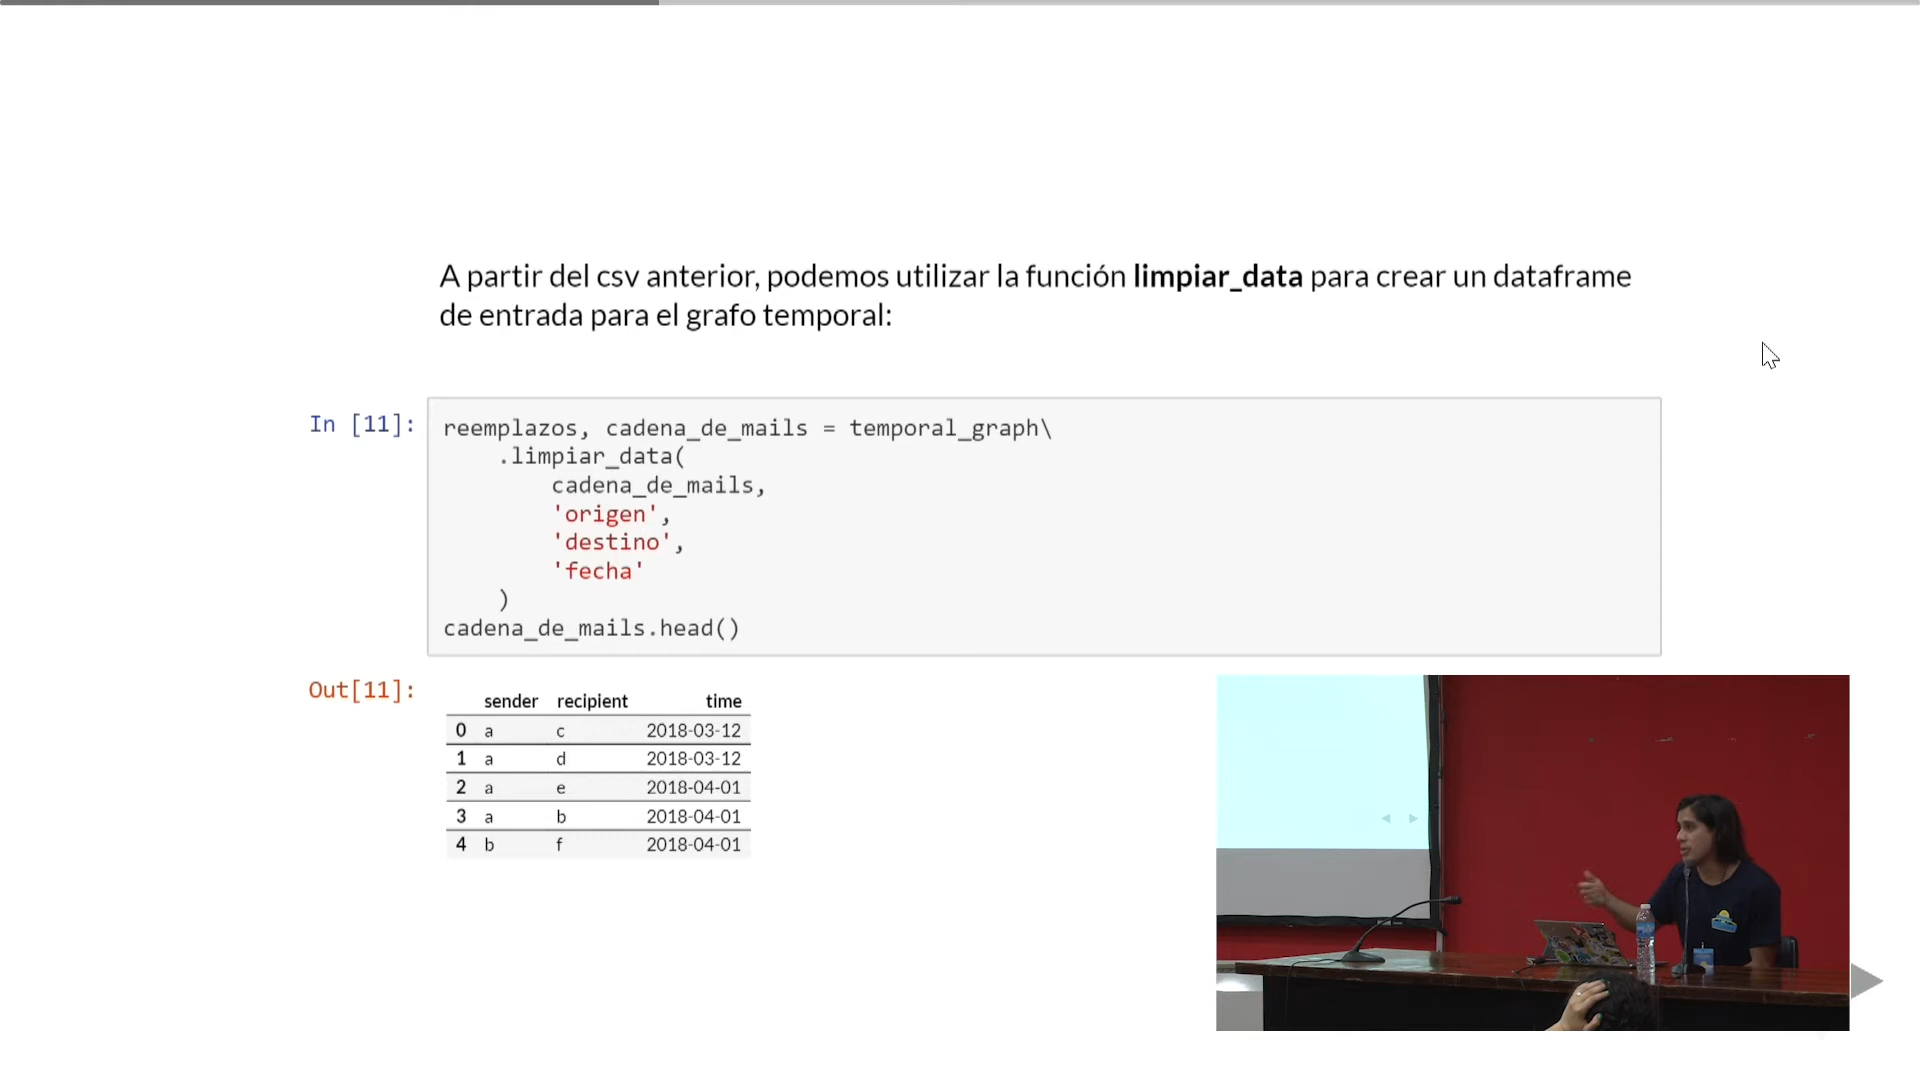 A partir del csv anterior, podemos utilizar la función limpiar_data para crear un dataframe
de entrada para el grafo temporal:
In [11]:
reemplazos, cadena_de_mails = temporal_graph\
.limpiar_data(
cadena_de_mails,
'origen',
'destino',
'fecha'
)
cadena_de_mails.head()
Out[11]:
sender recipient time
0 a c 2018-03-12
1 a d 2018-03-12
2 a e 2018-04-01
3 a b 2018-04-01
4 b f 2018-04-01